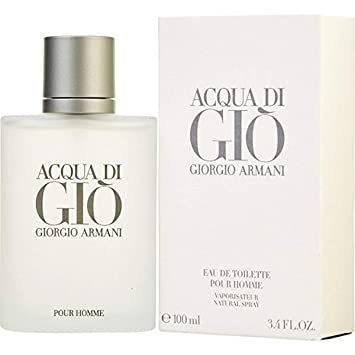 ACQUA DI
GIÒ
GIORGIO ARMANI
POUR HOMME
ACQUA DI
GIÒ
GIORGIO ARMANI
EAU DE TOILETTE
POUR HOMME
VAPORISATEUR
NATURAL SPRAY
℮ 100 ml 3.4 FL.OZ.